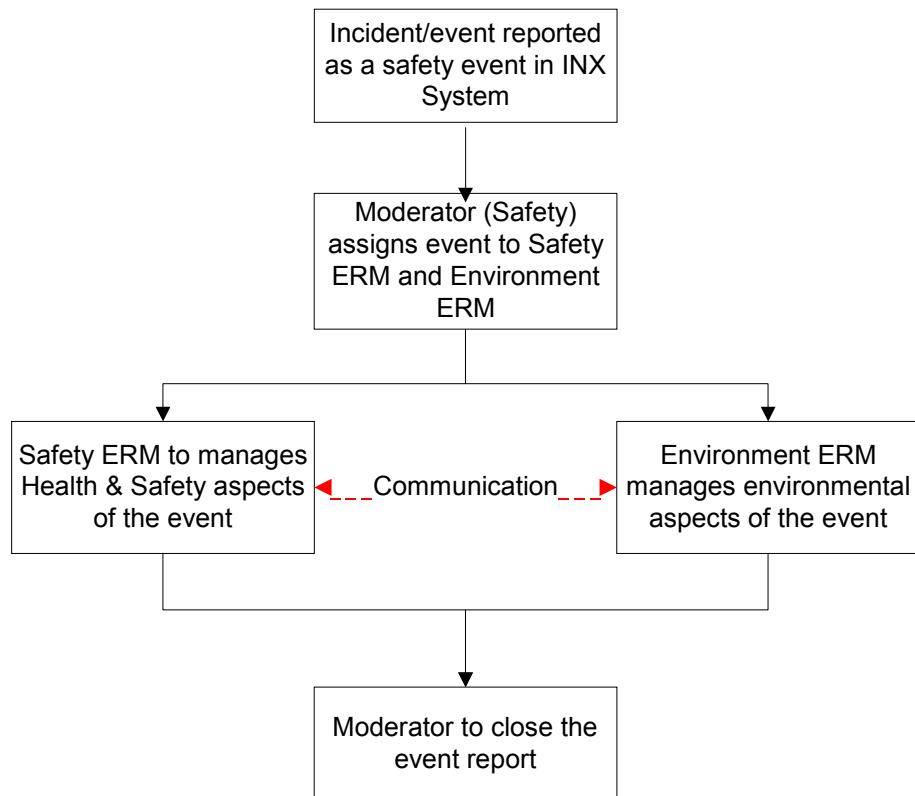 Incident/event reported
as a safety event in INX
System
Moderator (Safety)
assigns event to Safety
ERM and Environment
ERM
Safety ERM to manages
Health & Safety aspects
of the event
Communication
Environment ERM
manages environmental
aspects of the event
Moderator to close the
event report